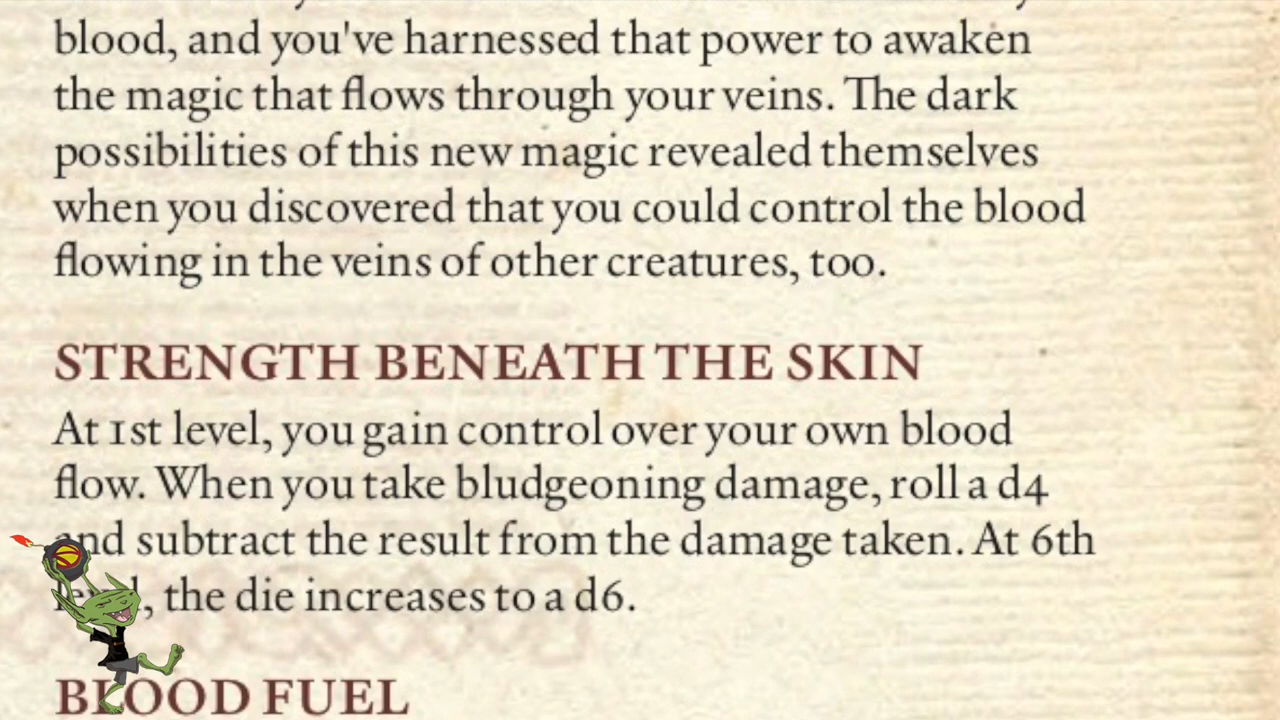 blood, and you've harnessed that power to awaken
the magic that flows through your veins. The dark
possibilities of this new magic revealed themselves
when you discovered that you could control the blood
flowing in the veins of other creatures, too.
STRENGTH BENEATH THE SKIN
At 1st level, you gain control over your own blood
flow. When you take bludgeoning damage, roll a d4
and subtract the result from the damage taken. At 6th
level, the die increases to a d6.
BLOOD FUEL